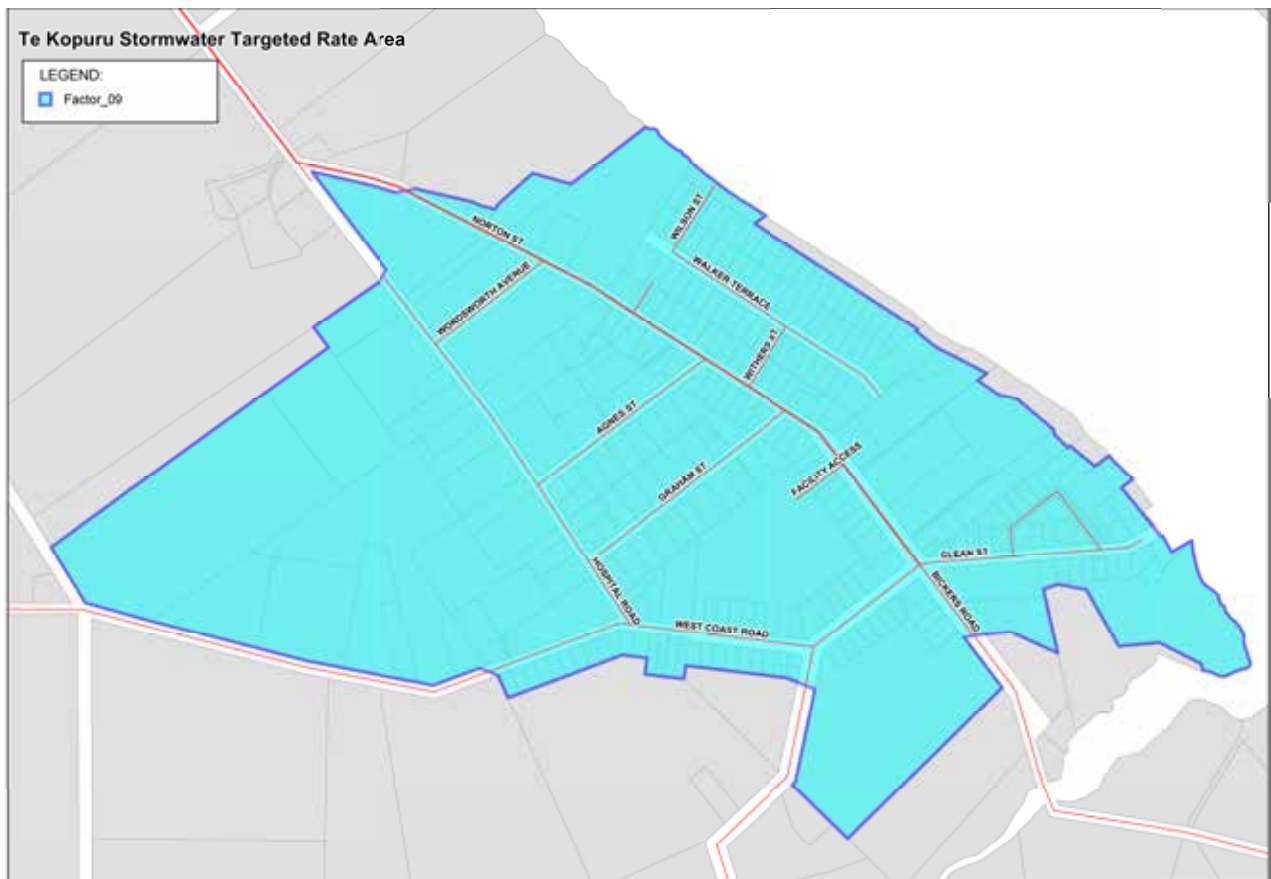 Te Kopuru Stormwater Targeted Rate Area
LEGEND:
Factor_09
WILSON ST
NORTON ST
WALKER TERRACE
WORDSWORTH AVENUE
WITHERS ST
AGNES ST
FACILITY ACCESS
GRAHAM ST
CLEAN ST
HOSPITAL ROAD
BICKERS ROAD
WEST COAST ROAD